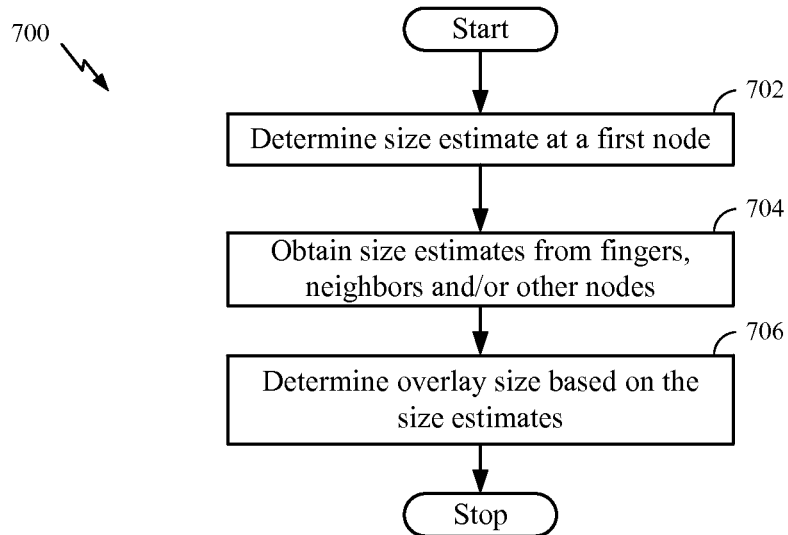 700
Start
702
Determine size estimate at a first node
704
Obtain size estimates from fingers,
neighbors and/or other nodes
706
Determine overlay size based on the
size estimates
Stop